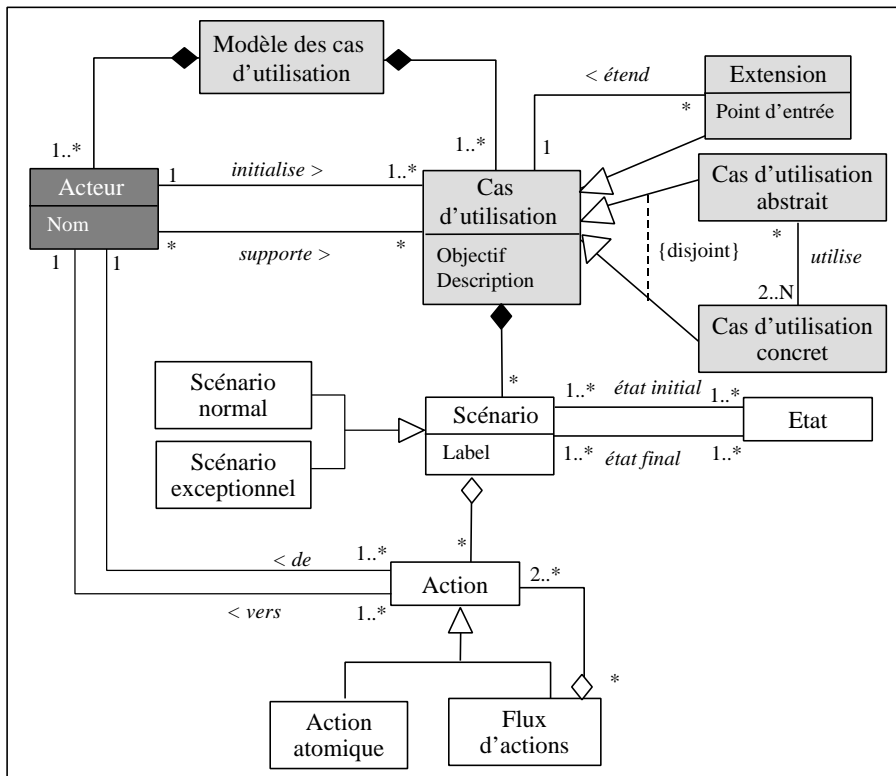 Modèle des cas
d’utilisation
< étend
Extension
Point d’entrée
*
1
1..*
1..*
Acteur
Nom
1
initialise >
1..*
Cas
d’utilisation
Objectif
Description
*
supporte >
*
Cas d’utilisation
abstrait
*
{disjoint}
utilise
2..N
Cas d’utilisation
concret
1
1
Scénario
normal
Scénario
exceptionnel
*
Scénario
Label
1..*
état initial
1..*
Etat
1..*
état final
1..*
*
< de
1..*
Action
2..*
< vers
1..*
*
Action
atomique
Flux
d’actions